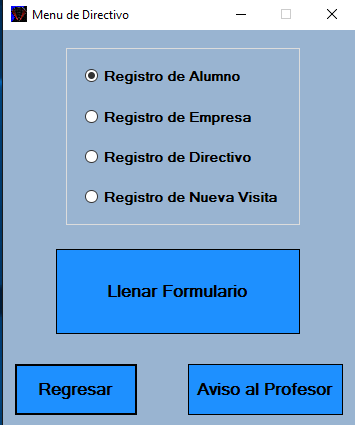 Menu de Directivo
Registro de Alumno
Registro de Empresa
Registro de Directivo
Registro de Nueva Visita
Llenar Formulario
Regresar
Aviso al Profesor